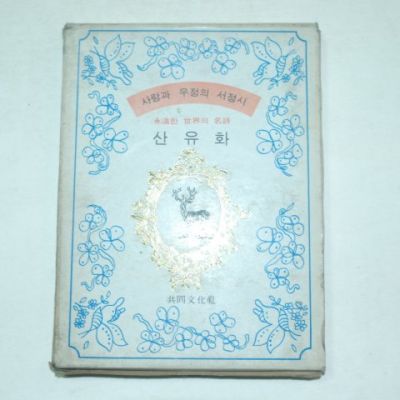 사랑과 우정의 서정시
永遠한 世界의 名詩
산유화
共同文化社